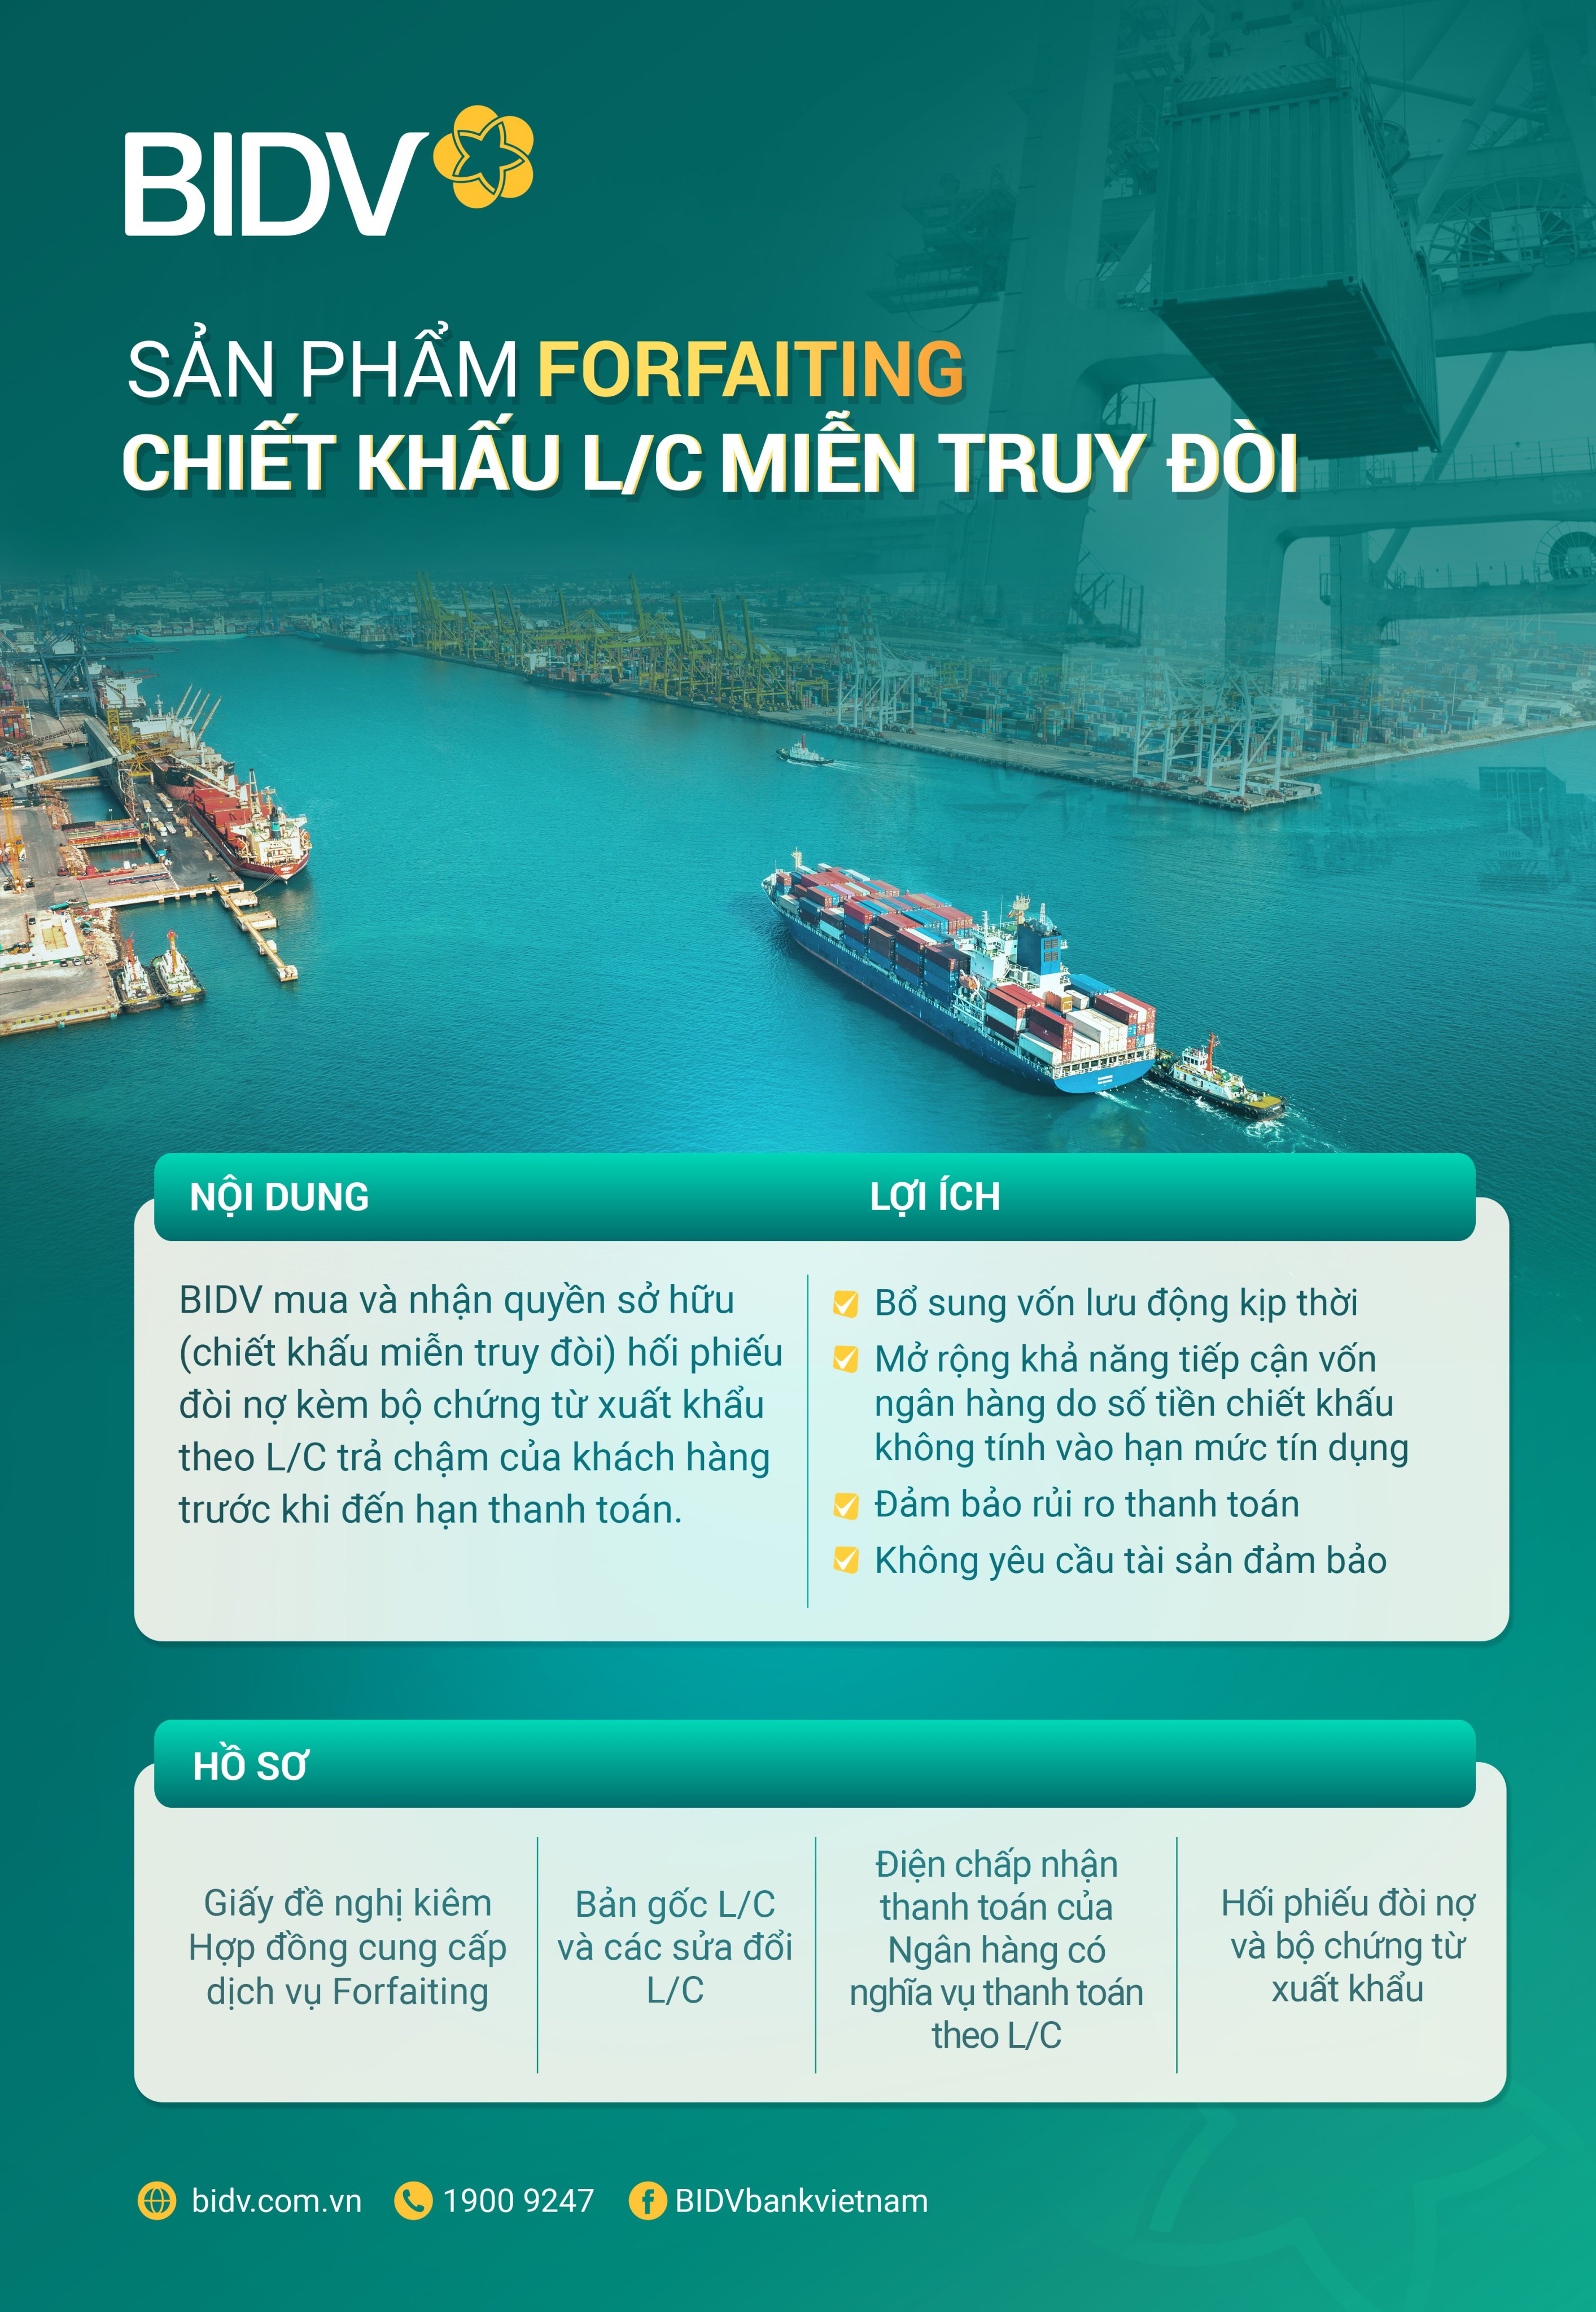 BIDV
SẢN PHẨM FORFAITING
CHIẾT KHẤU L/C MIỄN TRUY ĐÒI
NỘI DUNG
BIDV mua và nhận quyền sở hữu
(chiết khấu miễn truy đòi) hối phiếu
đòi nợ kèm bộ chứng từ xuất khẩu
theo L/C trả chậm của khách hàng
trước khi đến hạn thanh toán.
LỢI ÍCH
Bổ sung vốn lưu động kịp thời
Mở rộng khả năng tiếp cận vốn
ngân hàng do số tiền chiết khấu
không tính vào hạn mức tín dụng
Đảm bảo rủi ro thanh toán
Không yêu cầu tài sản đảm bảo
HỒ SƠ
Giấy đề nghị kiêm
Hợp đồng cung cấp
dịch vụ Forfaiting
Bản gốc L/C
và các sửa đổi
L/C
Điện chấp nhận
thanh toán của
Ngân hàng có
nghĩa vụ thanh toán
theo L/C
Hối phiếu đòi nợ
và bộ chứng từ
xuất khẩu
bidv.com.vn
1900 9247
BIDVbankvietnam